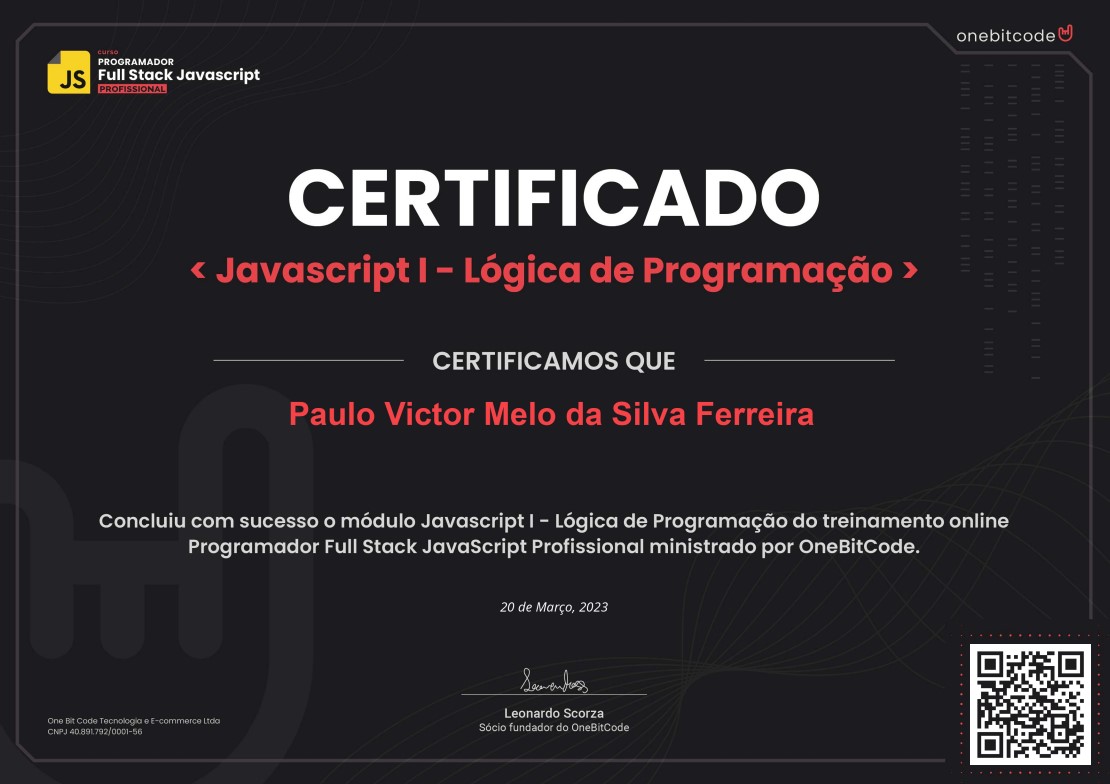 curso
PROGRAMADOR
Full Stack Javascript
PROFISSIONAL
JS
onebitcode
CERTIFICADO
< Javascript I - Lógica de Programação >
CERTIFICAMOS QUE
Paulo Victor Melo da Silva Ferreira
Concluiu com sucesso o módulo Javascript I - Lógica de Programação do treinamento online
Programador Full Stack JavaScript Profissional ministrado por OneBitCode.
20 de Março, 2023
Leonardo Scorza
Sócio fundador do OneBitCode
One Bit Code Tecnologia e E-commerce Ltda
CNPJ 40.891.792/0001-56